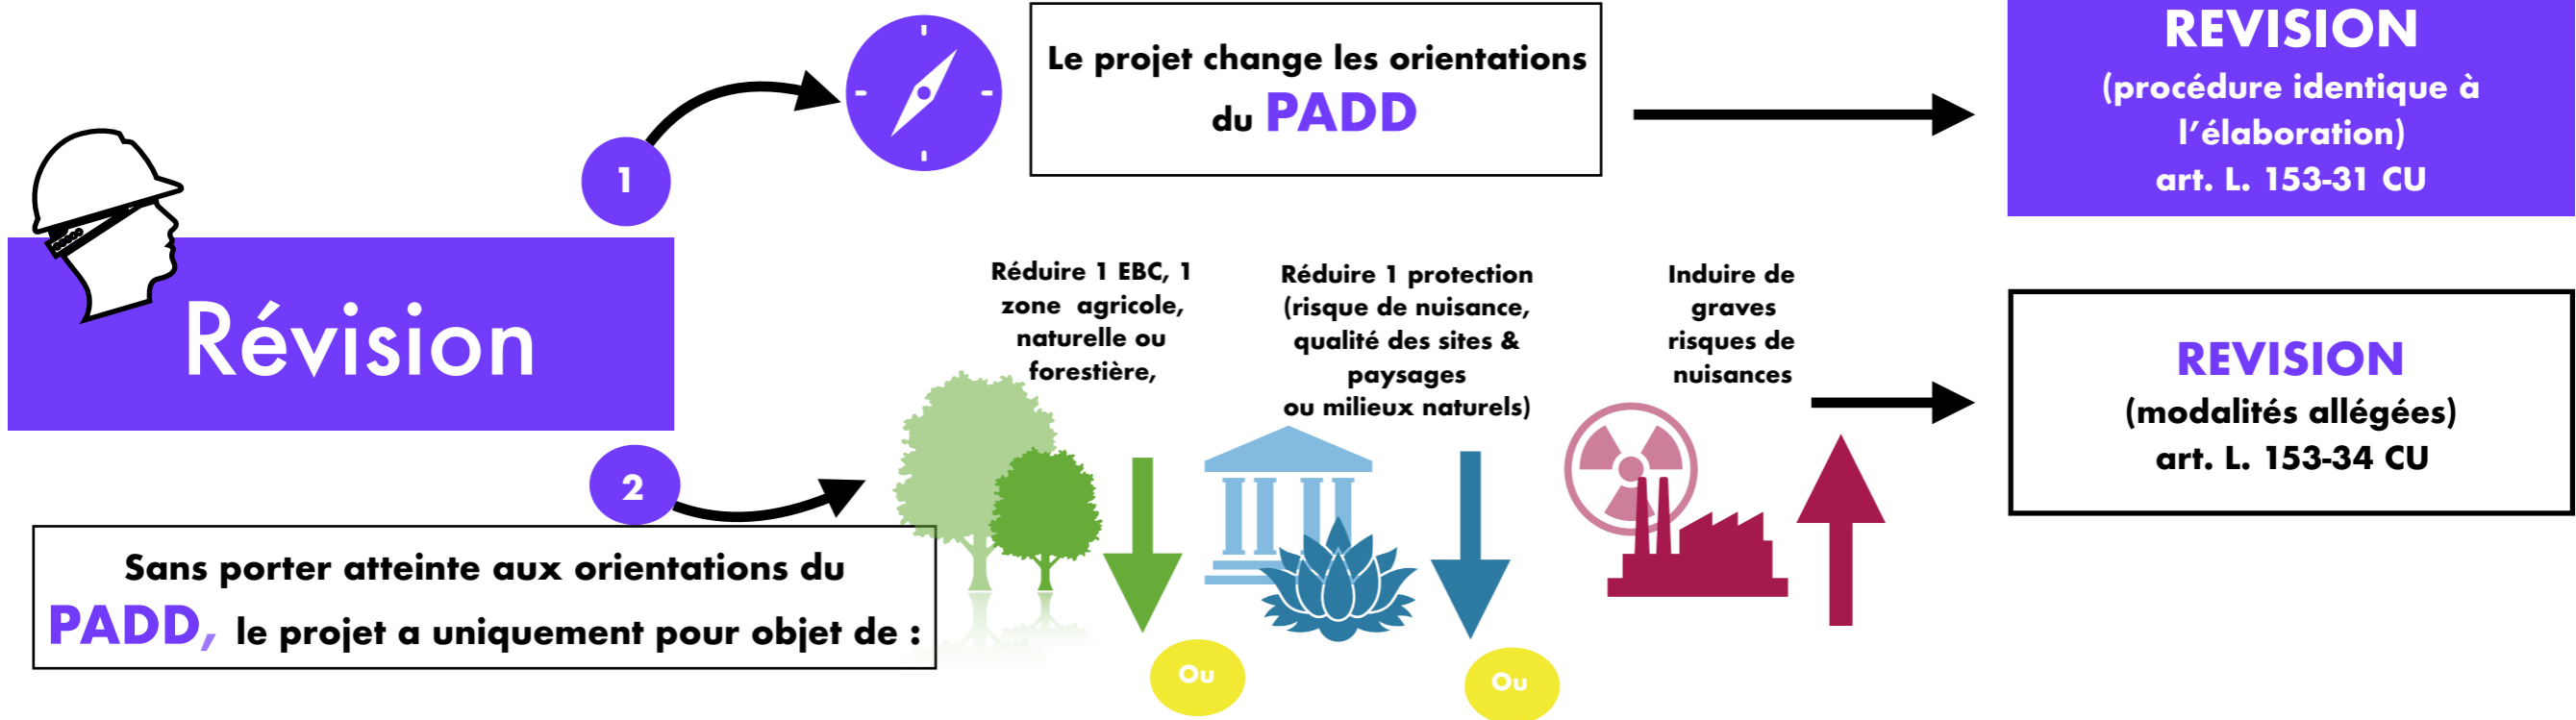 Révision
1
Le projet change les orientations
du PADD
REVISION
(procédure identique à
l’élaboration)
art. L. 153-31 CU
2
Sans porter atteinte aux orientations du
PADD, le projet a uniquement pour objet de :
Réduire 1 EBC, 1
zone agricole,
naturelle ou
forestière,
Ou
Réduire 1 protection
(risque de nuisance,
qualité des sites &
paysages
ou milieux naturels)
Ou
Induire de
graves
risques de
nuisances
REVISION
(modalités allégées)
art. L. 153-34 CU